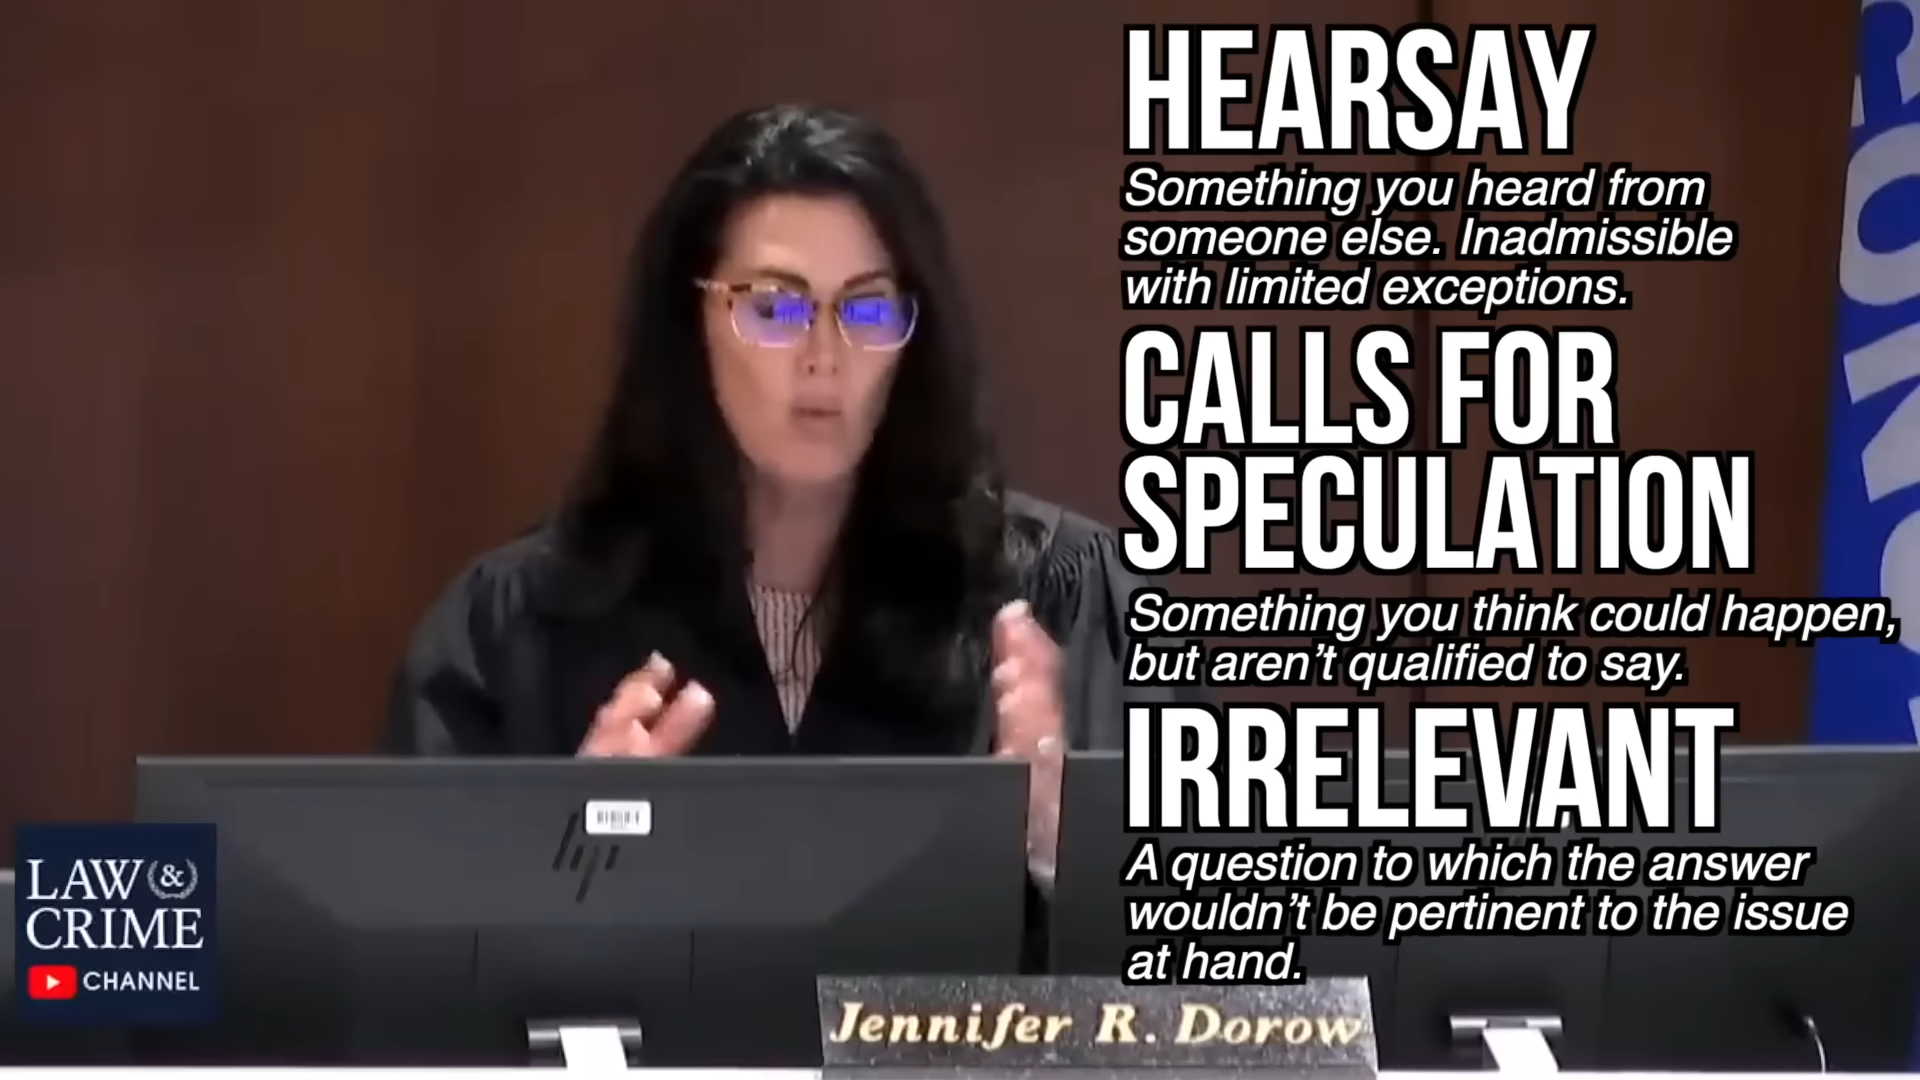 HEARSAY
Something you heard from
someone else. Inadmissible
with limited exceptions.
CALLS FOR
SPECULATION
Something you think could happen,
but aren't qualified to say.
IRRELEVANT
A question to which the answer
wouldn't be pertinent to the issue
at hand.
LAW &
CRIME
CHANNEL
Jennifer R. Dorow